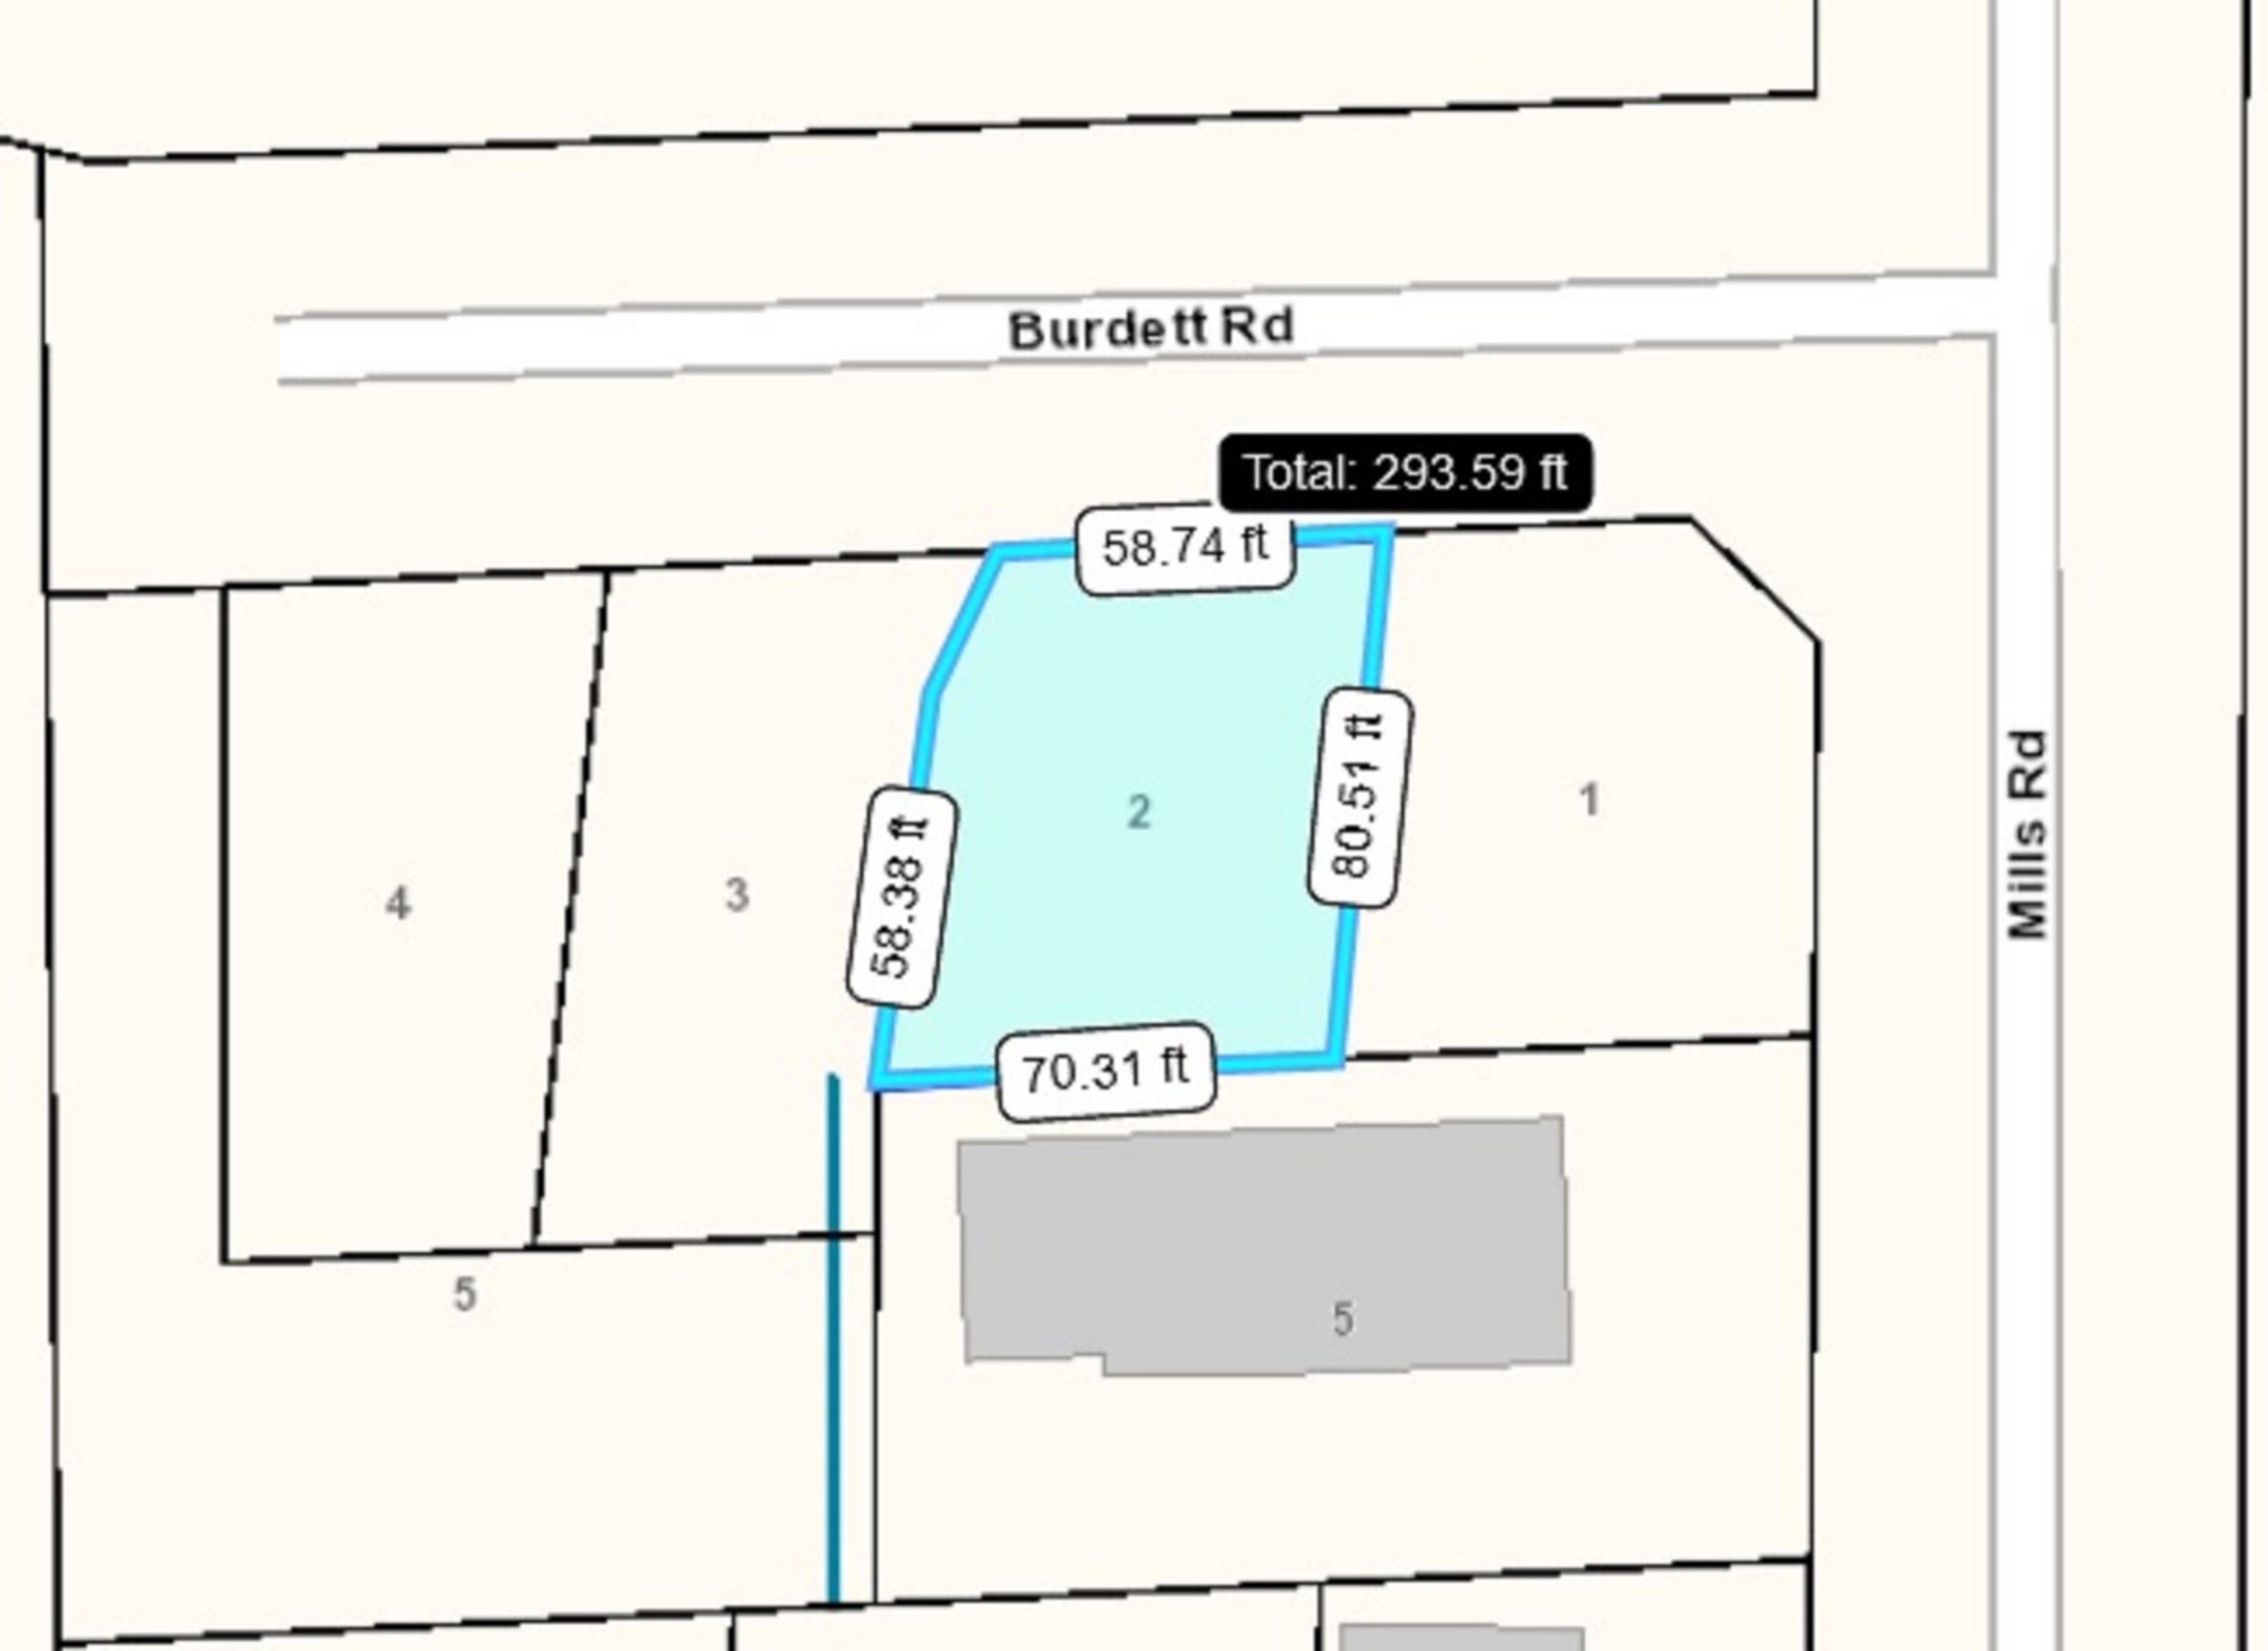 Burdett Rd
Total: 293.59 ft
58.74 ft
80.51 ft
2
1
Mills Rd
58.38 ft
3
4
70.31 ft
5
5